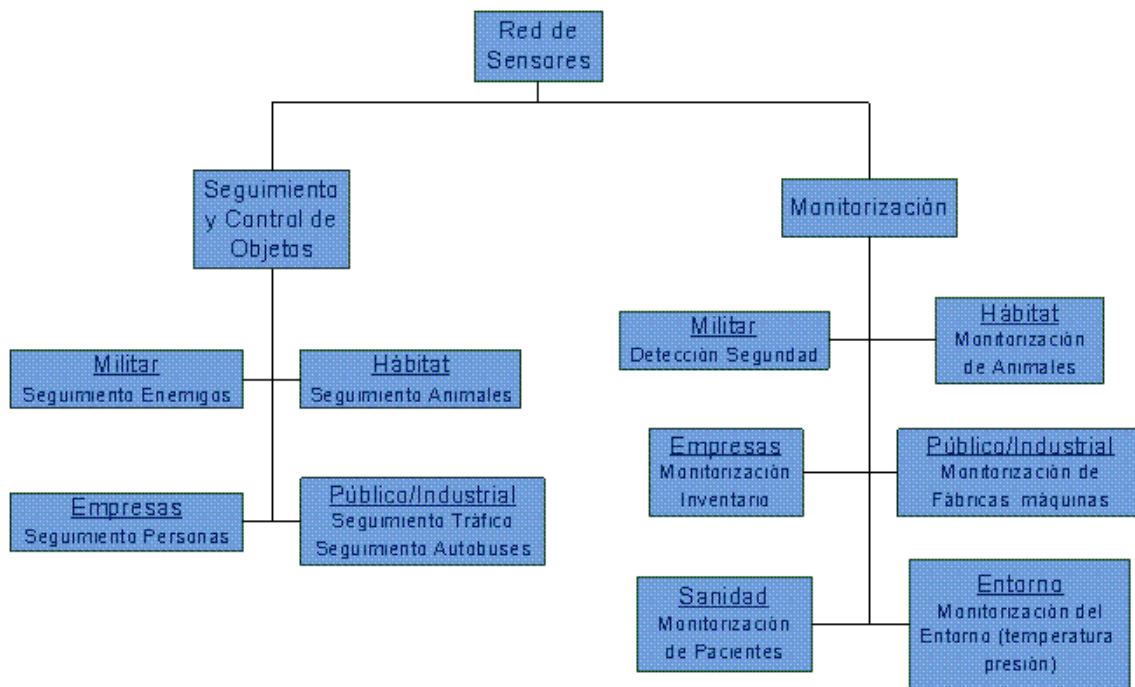 Red de
Sensores
Seguimiento
y Control de
Objetos
Monitorización
Militar
Seguimiento Enemigos
Hábitat
Seguimiento Animales
Empresas
Seguimiento Personas
Público/Industrial
Seguimiento Tráfico
Seguimiento Autobuses
Militar
Detección Seguridad
Hábitat
Monitorización
de Animales
Empresas
Monitorización
Inventario
Público/Industrial
Monitorización de
Fábricas máquinas
Sanidad
Monitorización
de Pacientes
Entorno
Monitorización del
Entorno (temperatura
presión)